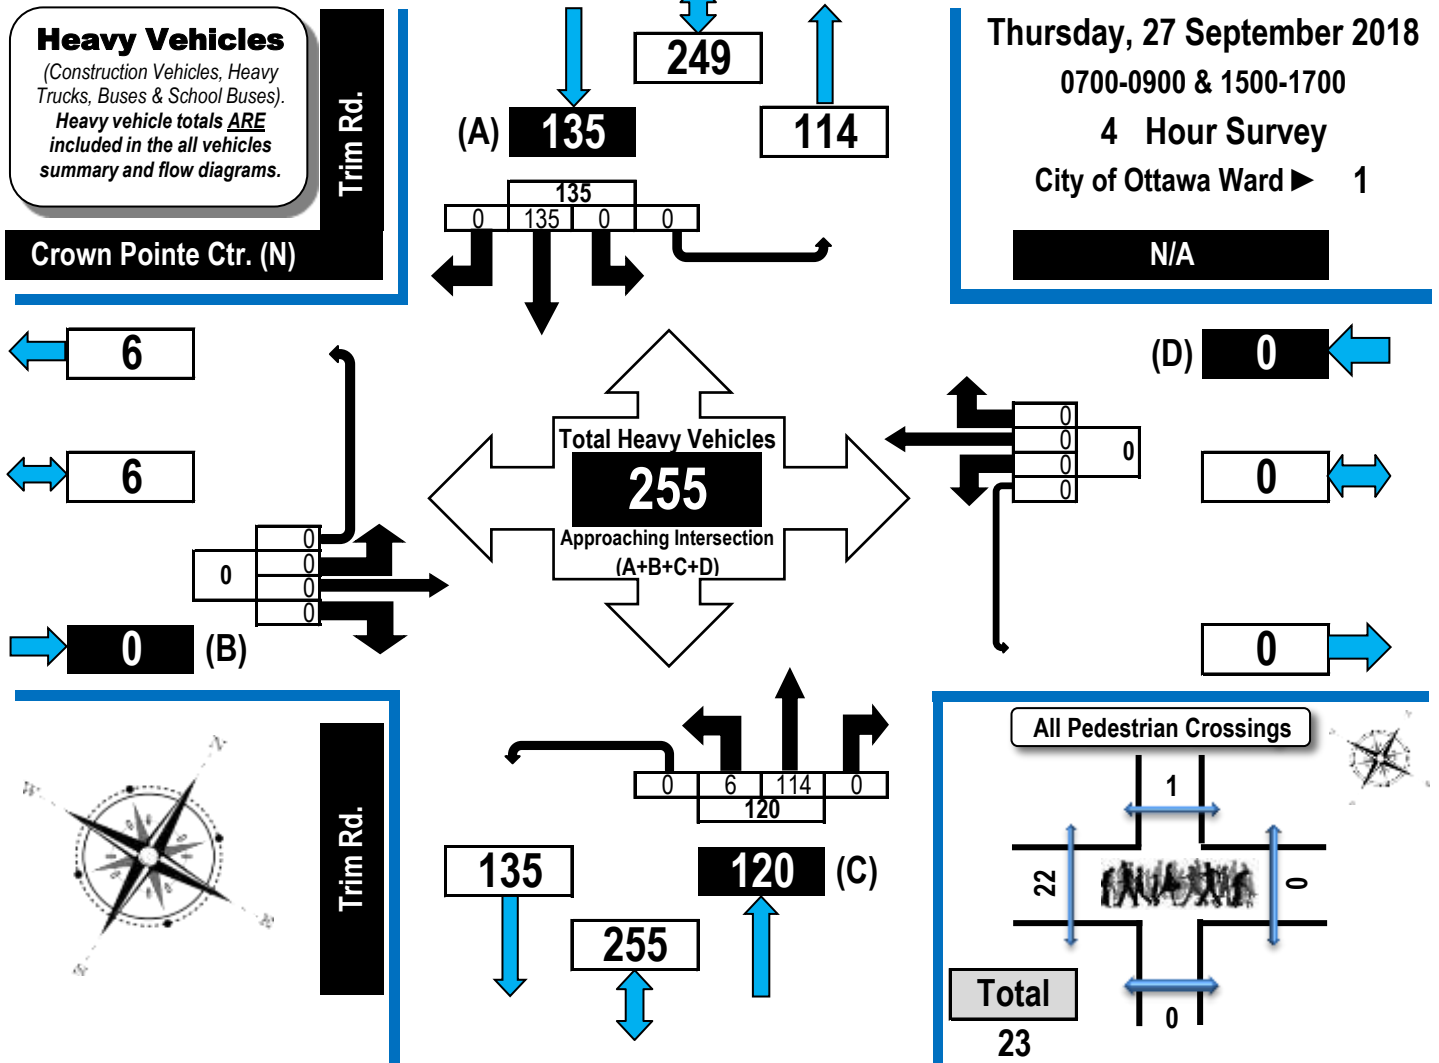 Heavy Vehicles
(Construction Vehicles, Heavy
Trucks, Buses & School Buses).
Heavy vehicle totals ARE
included in the all vehicles
summary and flow diagrams.
Trim Rd.
Crown Pointe Ctr. (N)
249
(A) 135
114
135
0 135 0 0
Thursday, 27 September 2018
0700-0900 & 1500-1700
4 Hour Survey
City of Ottawa Ward ► 1
N/A
6
6
0
0
0
0
0
0 (B)
Total Heavy Vehicles
255
Approaching Intersection
(A+B+C+D)
(D) 0
0
0
0
0
0
0
0
Trim Rd.
N
W
E
S
0 6 114 0
120
135
120 (C)
255
All Pedestrian Crossings
1
22
0
0
Total
23